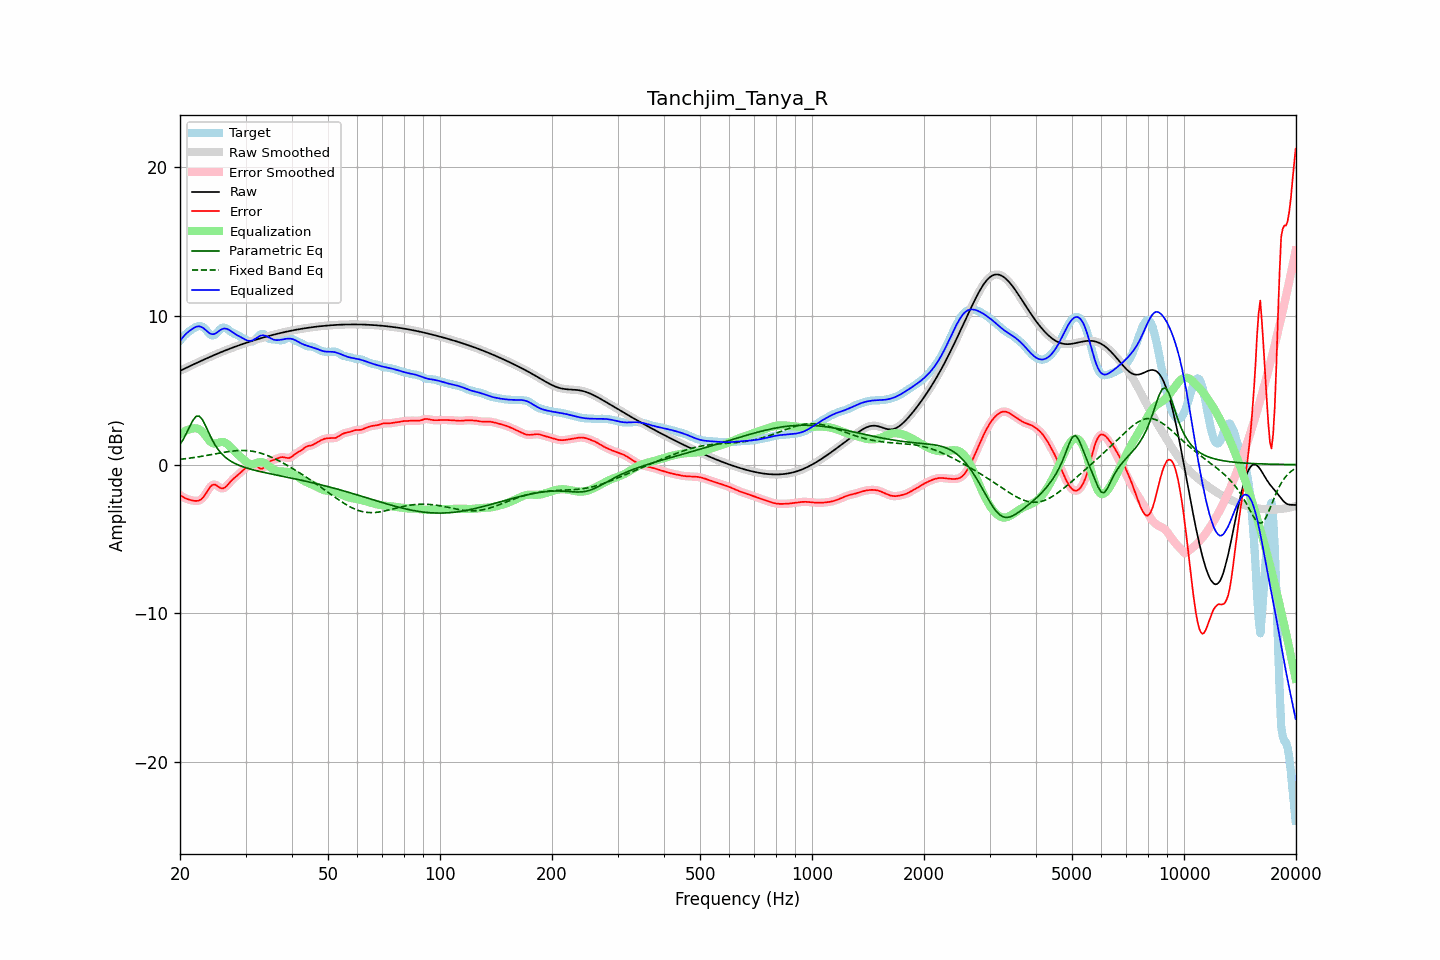 Tanchjim_Tanya_R
Target
Raw Smoothed
Error Smoothed
Raw
Error
Equalization
Parametric Eq
Fixed Band Eq
Equalized
20
10
0
−10
−20
Amplitude (dBr)
20
50
100
200
500
1000
2000
5000
10000
20000
Frequency (Hz)